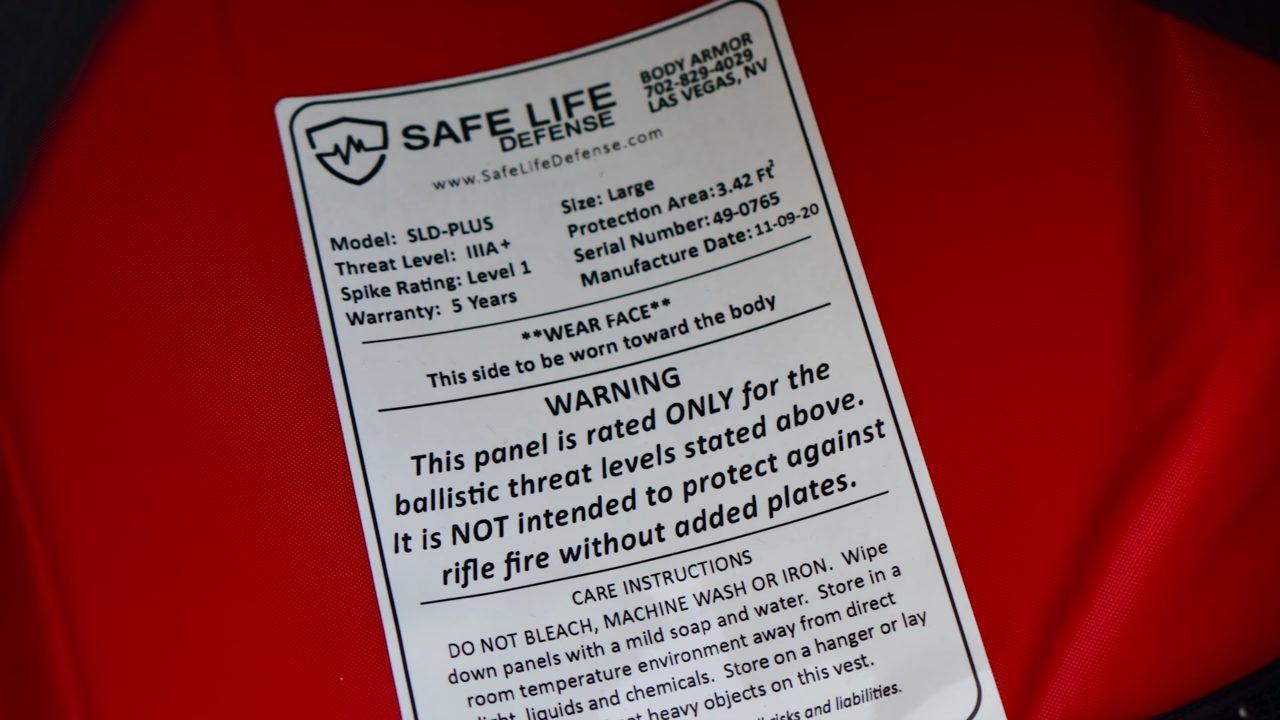 SAFE LIFE
DEFENSE
www.SafeLifeDefense.com
BODY ARMOR
702-829-4029
LAS VEGAS, NV
Model: SLD-PLUS
Threat Level: IIIA+
Spike Rating: Level 1
Warranty: 5 Years
Size: Large
Protection Area: 3.42 Ft²
Serial Number: 49-0765
Manufacture Date: 11-09-20
**WEAR FACE**
This side to be worn toward the body
WARNING
This panel is rated ONLY for the
ballistic threat levels stated above.
It is NOT intended to protect against
rifle fire without added plates.
CARE INSTRUCTIONS
DO NOT BLEACH, MACHINE WASH OR IRON. Wipe
down panels with a mild soap and water. Store in a
room temperature environment away from direct
liquids and chemicals. Store on a hanger or lay
heavy objects on this vest.
risks and liabilities.